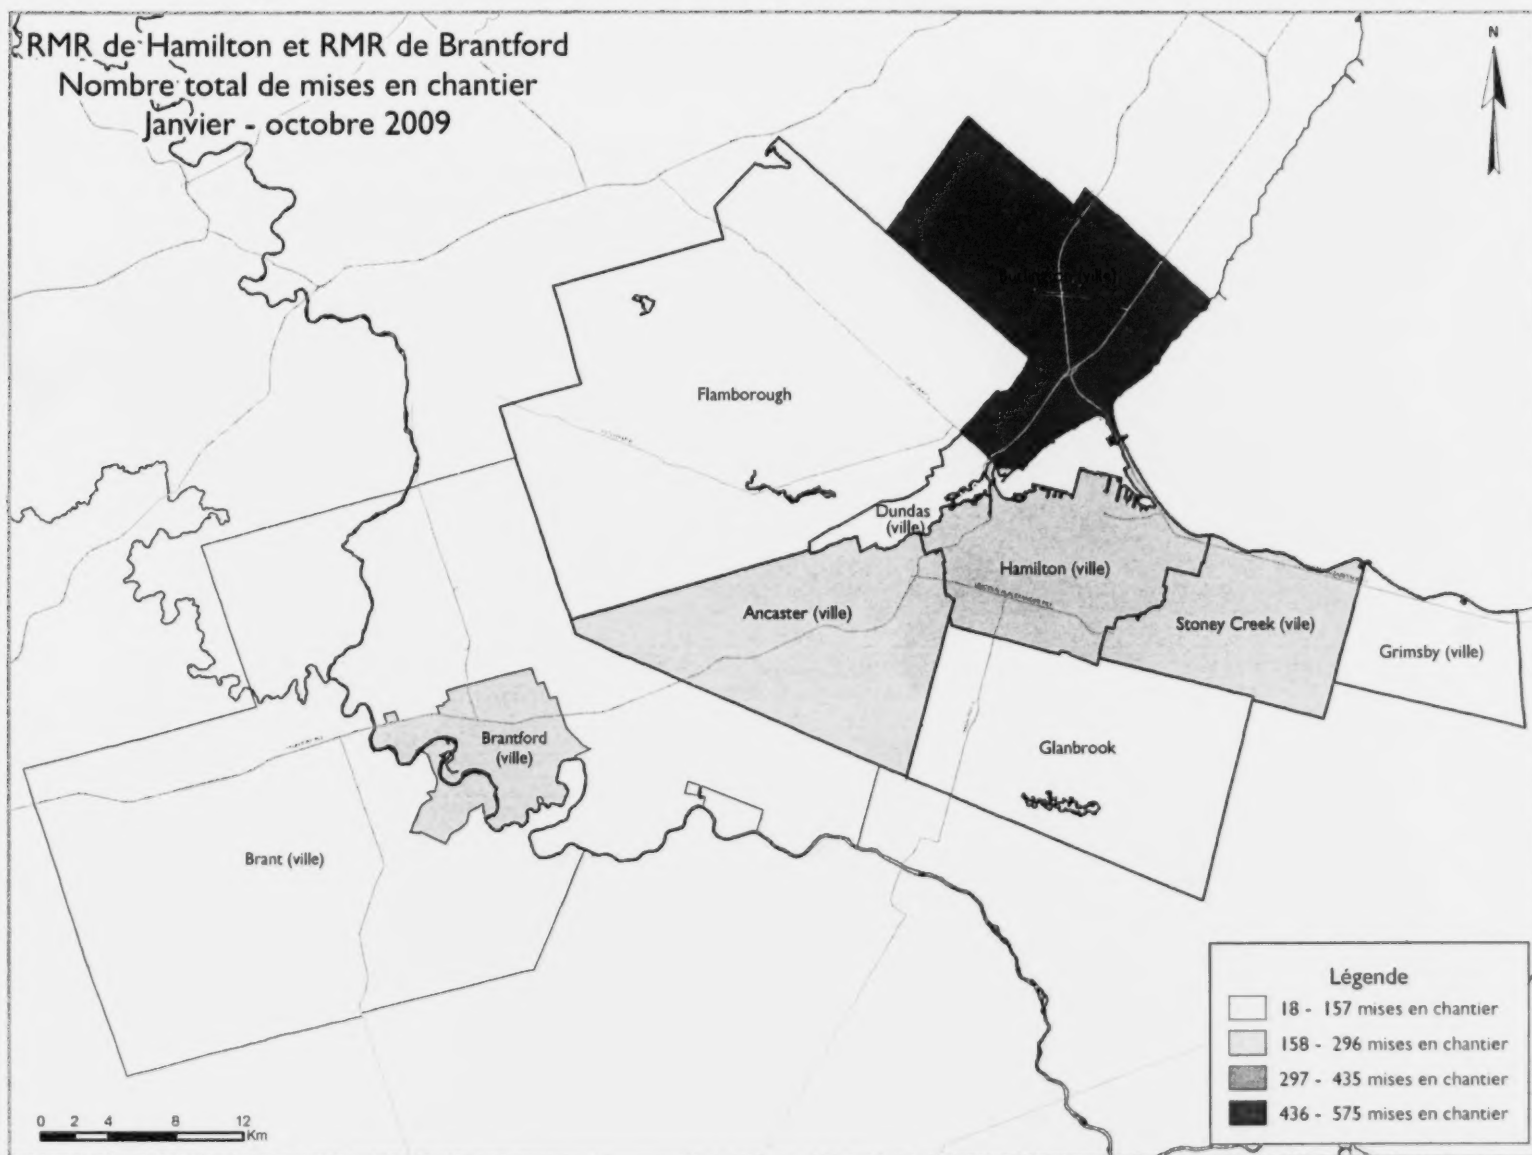 RMR de Hamilton et RMR de Brantford
Nombre total de mises en chantier
Janvier - octobre 2009
N
Burlington (ville)
Flamborough
Dundas
(ville)
Hamilton (ville)
Ancaster (ville)
Stoney Creek (vile)
Grimsby (ville)
Brantford
(ville)
Glanbrook
Brant (ville)
Légende
18 - 157 mises en chantier
158 - 296 mises en chantier
297 - 435 mises en chantier
436 - 575 mises en chantier
0 2 4 8 12
Km